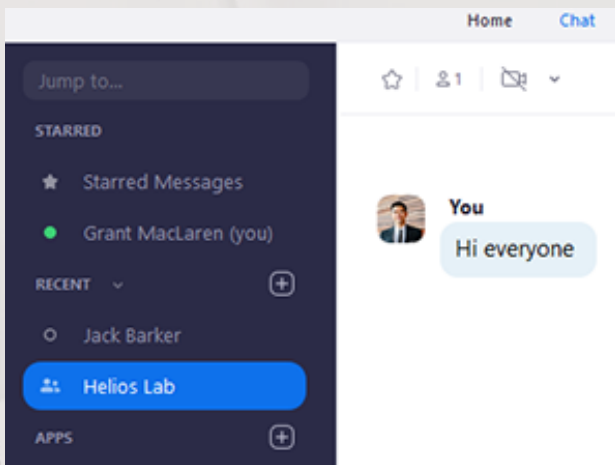 Home Chat
Jump to...
1
STARRED
Starred Messages
Grant MacLaren (you)
RECENT
Jack Barker
Helios Lab
APPS
You
Hi everyone